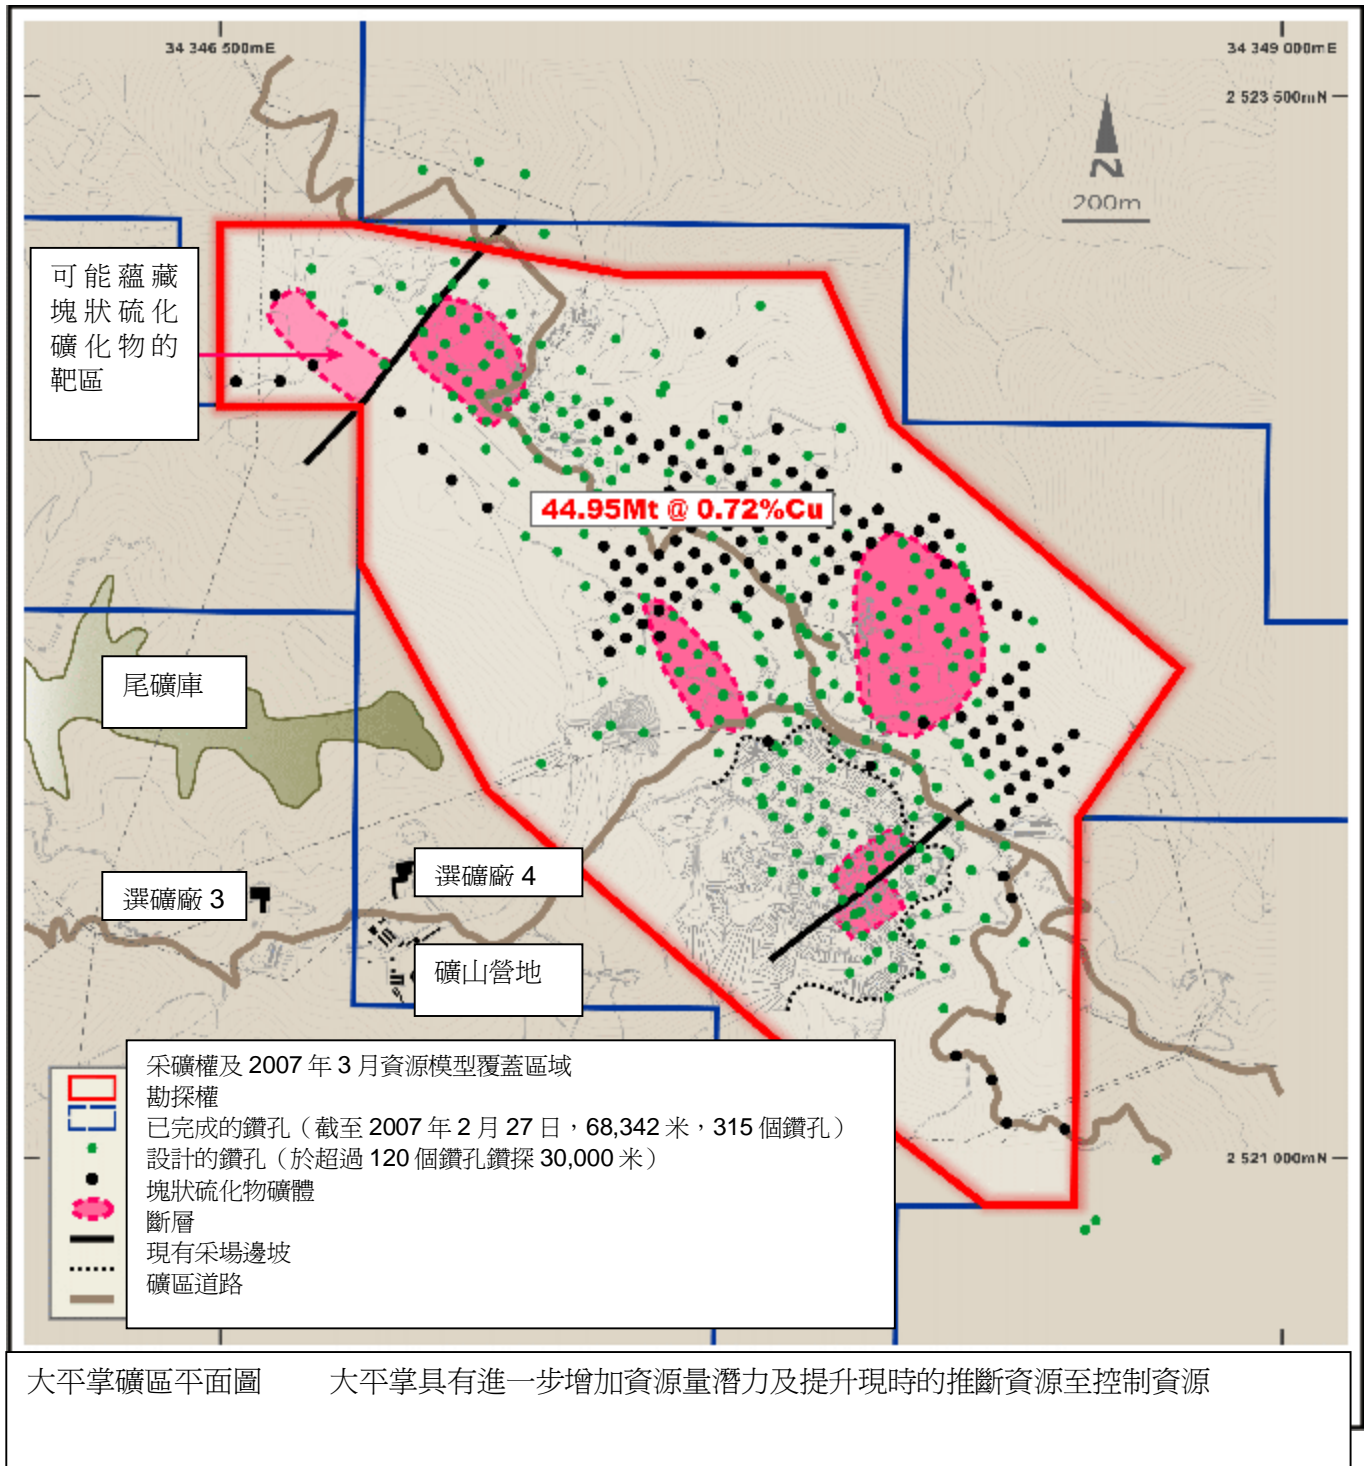 34 346 500mE
34 349 000mE
2 523 500mN
N
200m
可能蘊藏
塊狀硫化
礦化物的
靶區
44.95Mt @ 0.72%Cu
尾礦庫
選礦廠 3
選礦廠 4
礦山營地
采礦權及 2007 年 3 月資源模型覆蓋區域
勘探權
已完成的鑽孔（截至 2007 年 2 月 27 日，68,342 米，315 個鑽孔）
設計的鑽孔（於超過 120 個鑽孔鑽探 30,000 米）
塊狀硫化物礦體
斷層
現有采場邊坡
礦區道路
2 521 000mN
大平掌礦區平面圖 大平掌具有進一步增加資源量潛力及提升現時的推斷資源至控制資源